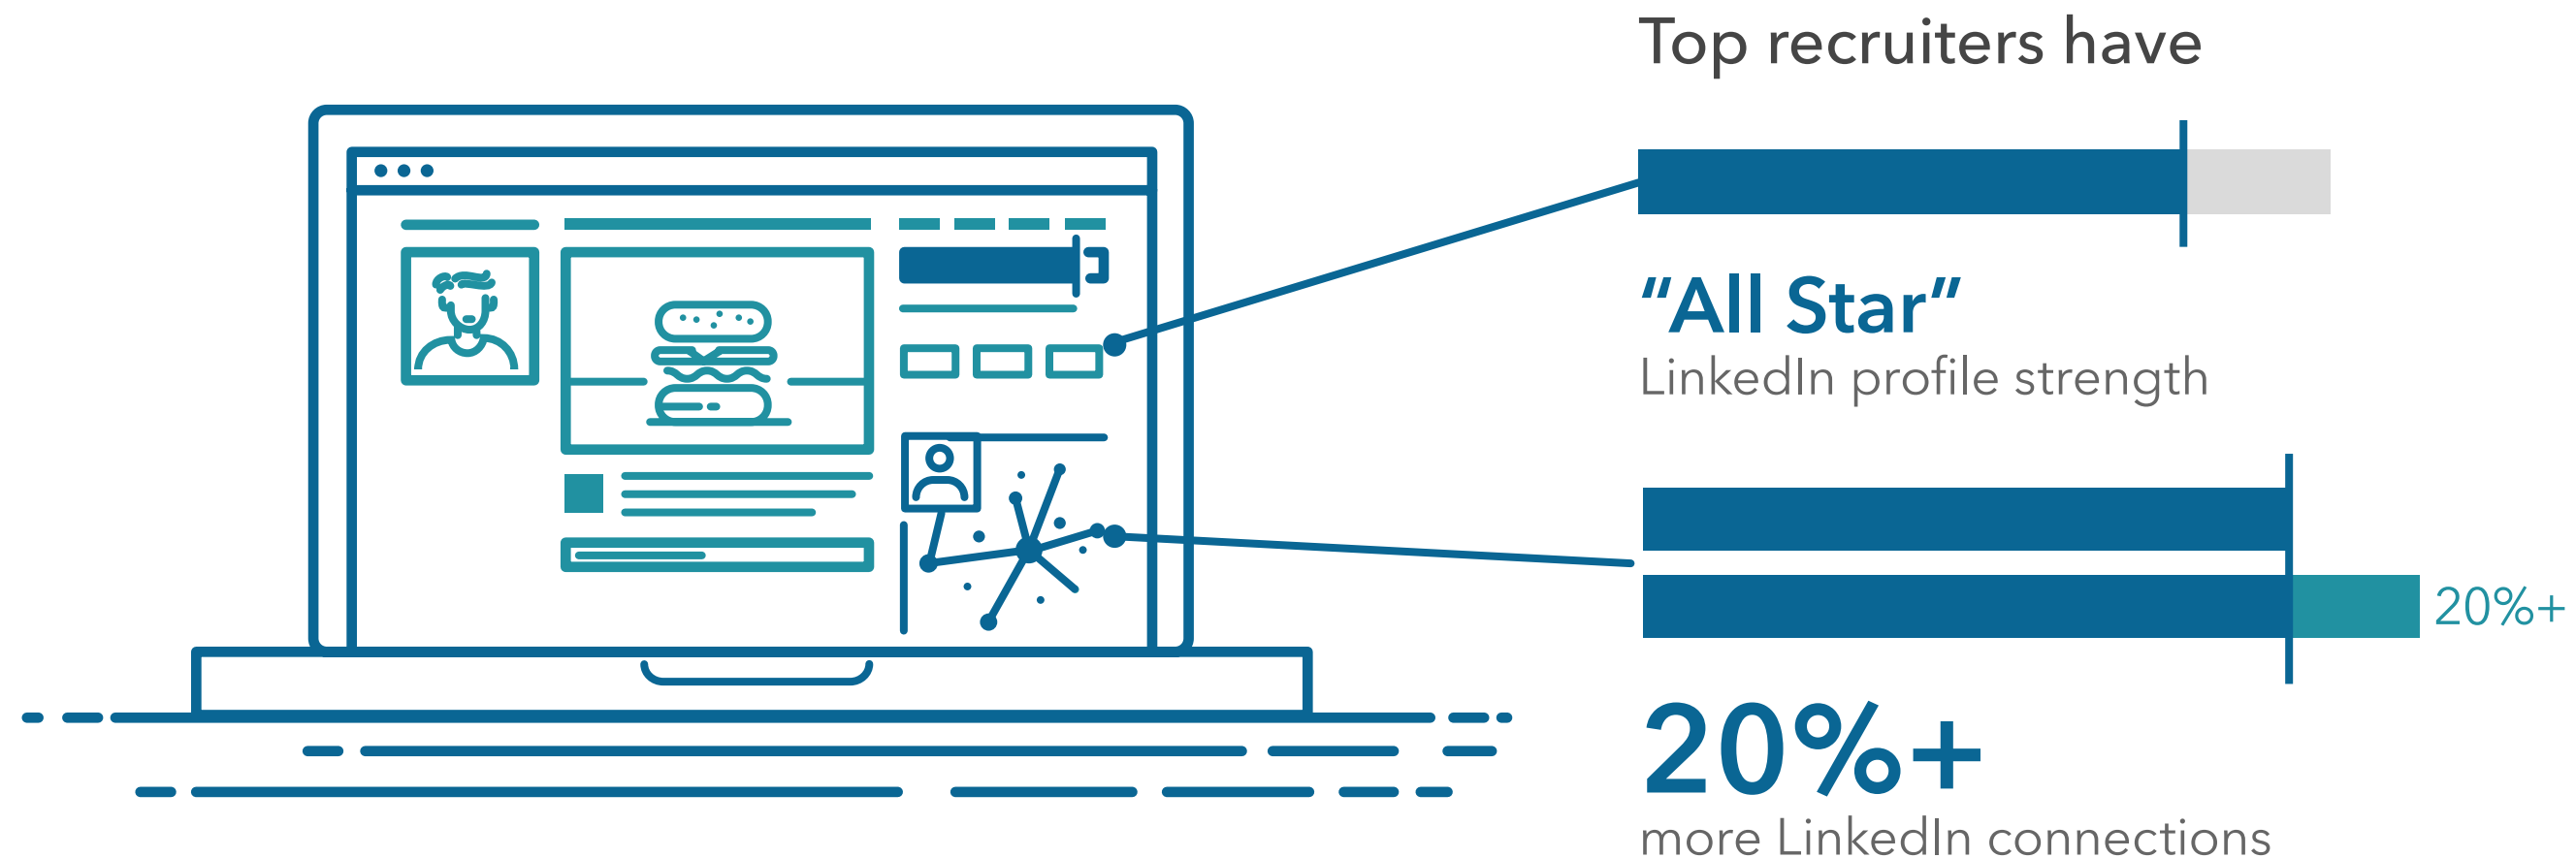 Top recruiters have
“All Star”
LinkedIn profile strength
20%+
20%+
more LinkedIn connections